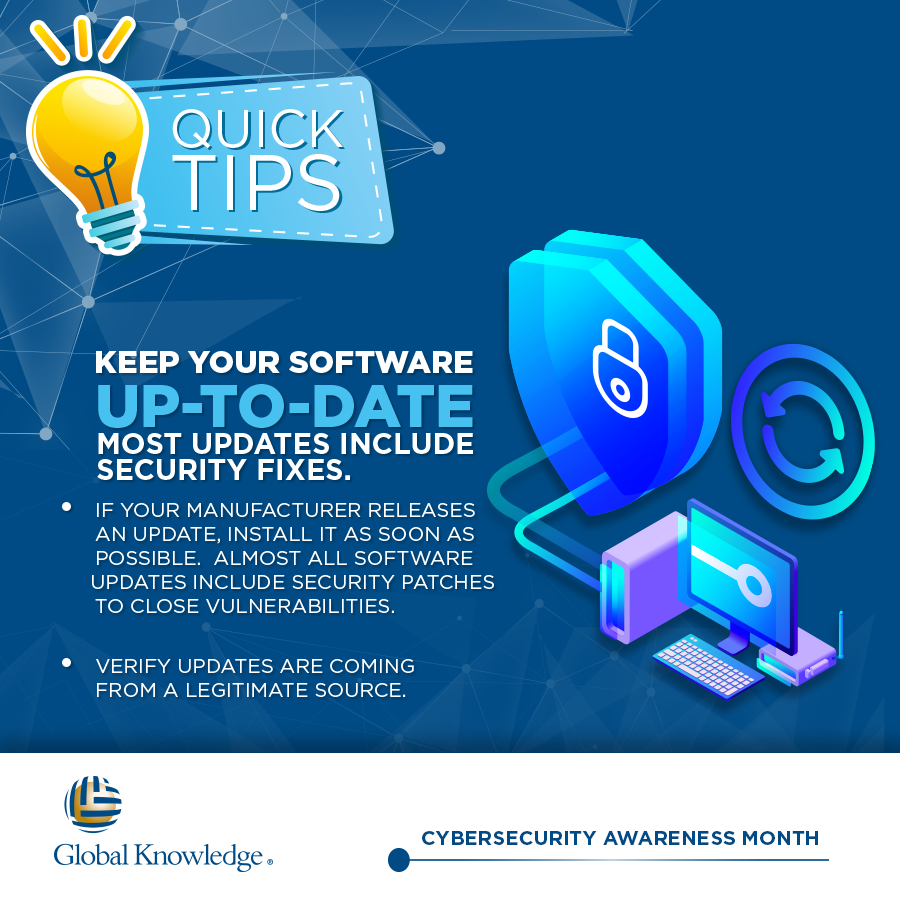 QUICK
TIPS
KEEP YOUR SOFTWARE
UP-TO-DATE
MOST UPDATES INCLUDE
SECURITY FIXES.
• IF YOUR MANUFACTURER RELEASES
AN UPDATE, INSTALL IT AS SOON AS
POSSIBLE. ALMOST ALL SOFTWARE
UPDATES INCLUDE SECURITY PATCHES
TO CLOSE VULNERABILITIES.
• VERIFY UPDATES ARE COMING
FROM A LEGITIMATE SOURCE.
Global Knowledge®
CYBERSECURITY AWARENESS MONTH